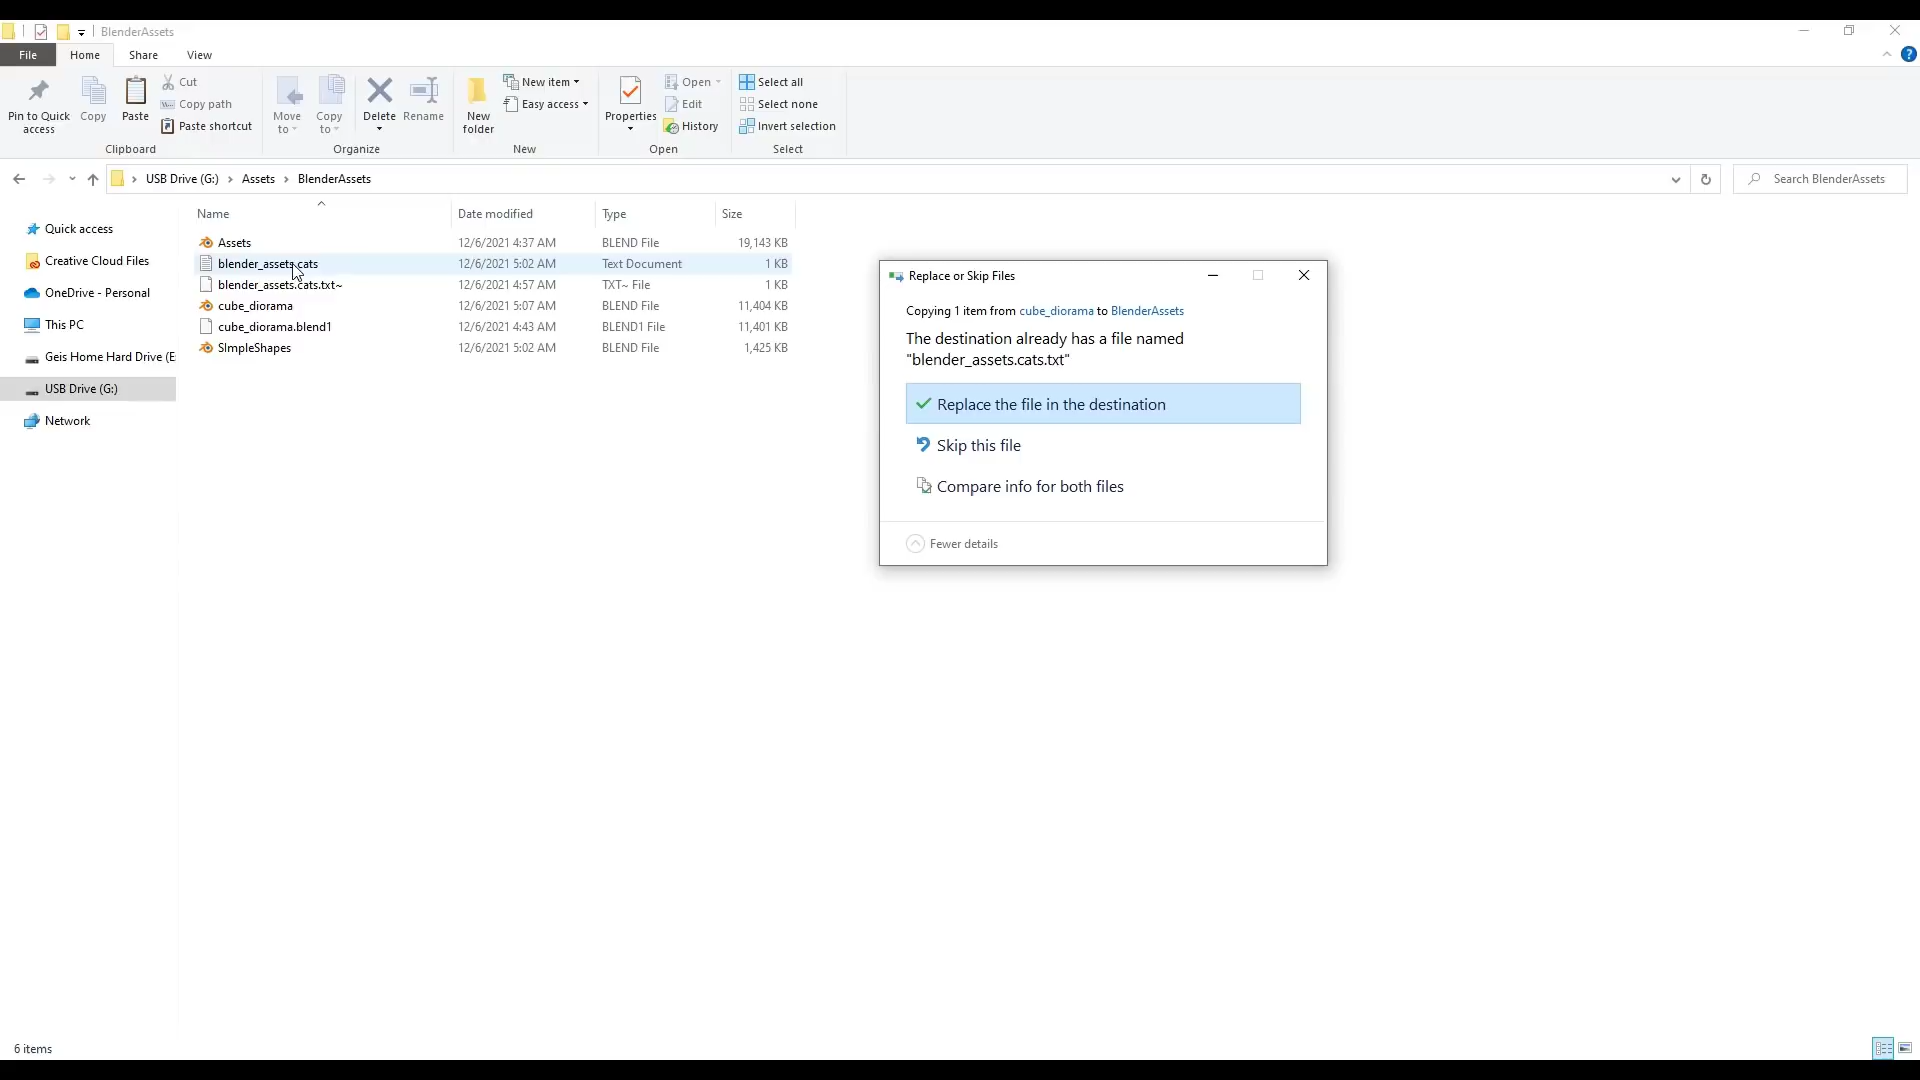 BlenderAssets
File Home Share View
Pin to Quick access
Copy
Paste
Cut
Copy path
Paste shortcut
Clipboard
Move to
Copy to
Delete
Rename
Organize
New folder
New item
Easy access
New
Properties
Open
Edit
History
Open
Select all
Select none
Invert selection
Select
USB Drive (G:) > Assets > BlenderAssets
Search BlenderAssets
Quick access
Creative Cloud Files
OneDrive - Personal
This PC
Geis Home Hard Drive (E
USB Drive (G:)
Network
Name Date modified Type Size
Assets 12/6/2021 4:37 AM BLEND File 19,143 KB
blender_assets.cats 12/6/2021 5:02 AM Text Document 1 KB
blender_assets.cats.txt~ 12/6/2021 4:57 AM TXT~ File 1 KB
cube_diorama 12/6/2021 5:07 AM BLEND File 11,404 KB
cube_diorama.blend1 12/6/2021 4:43 AM BLEND1 File 11,401 KB
SImpleShapes 12/6/2021 5:02 AM BLEND File 1,425 KB
Replace or Skip Files
Copying 1 item from cube_diorama to BlenderAssets
The destination already has a file named
"blender_assets.cats.txt"
Replace the file in the destination
Skip this file
Compare info for both files
Fewer details
6 items